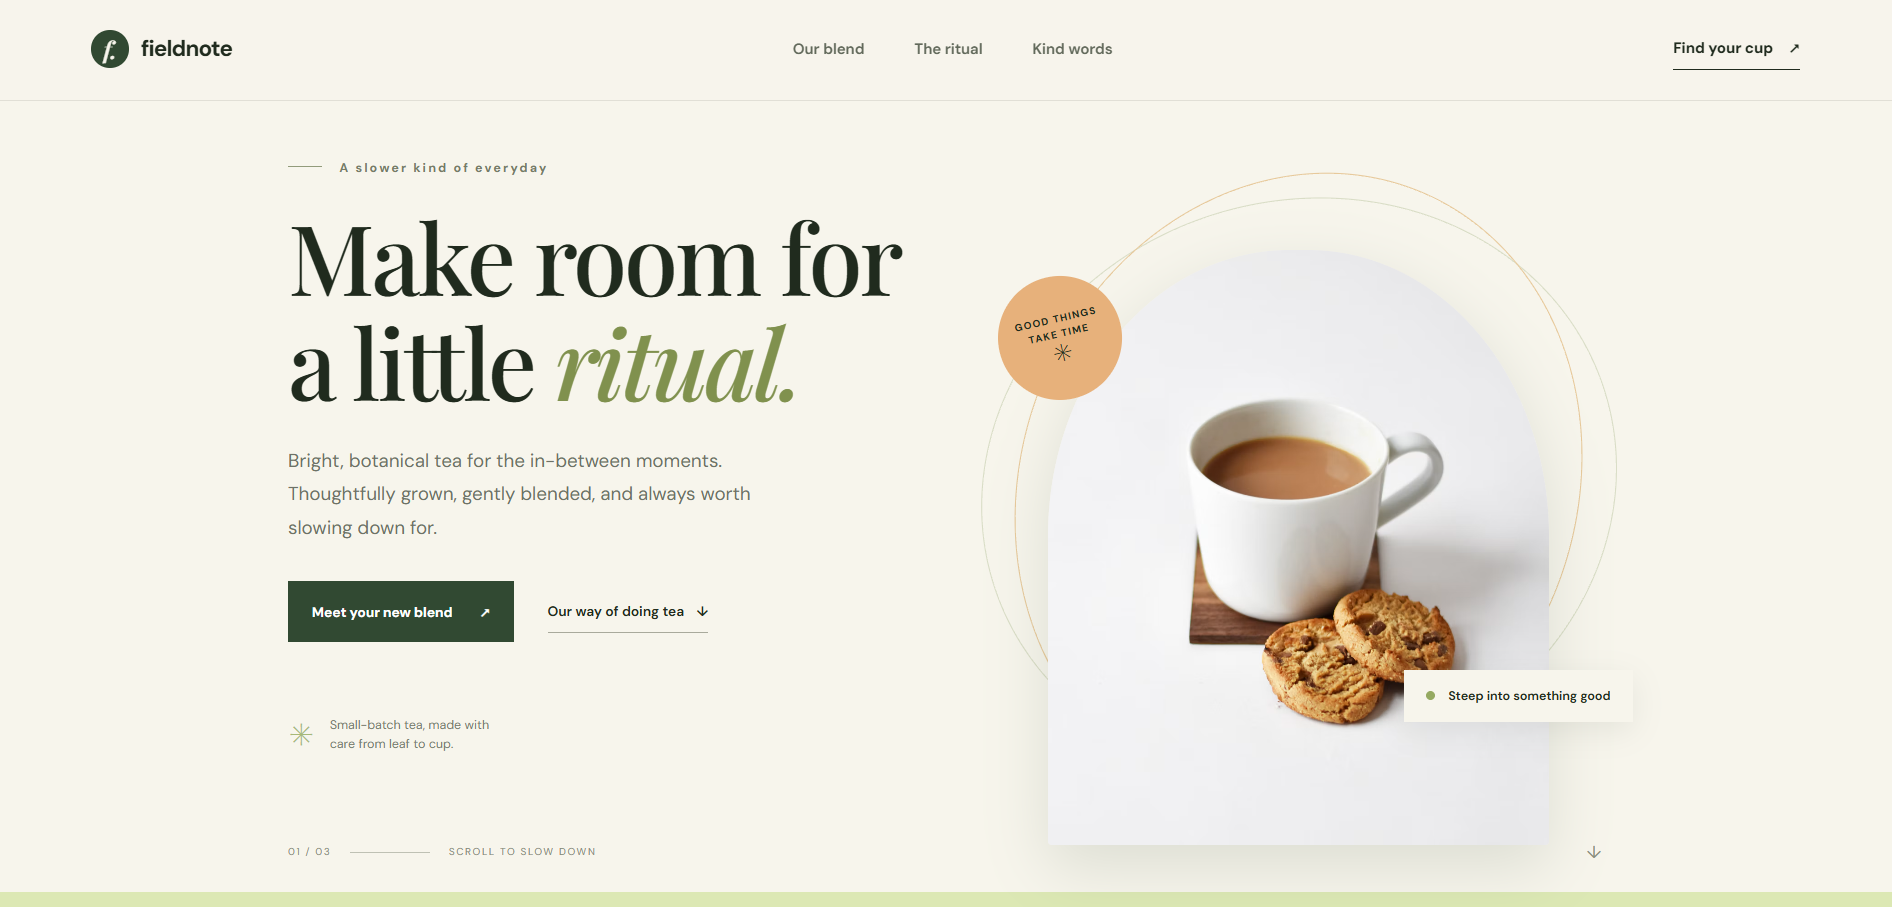 f. fieldnote
Our blend
The ritual
Kind words
Find your cup ↗
A slower kind of everyday
Make room for
a little ritual.
Bright, botanical tea for the in-between moments.
Thoughtfully grown, gently blended, and always worth
slowing down for.
Meet your new blend ↗
Our way of doing tea ↓
Small-batch tea, made with
care from leaf to cup.
GOOD THINGS
TAKE TIME
Steep into something good
01 / 03
SCROLL TO SLOW DOWN
↓